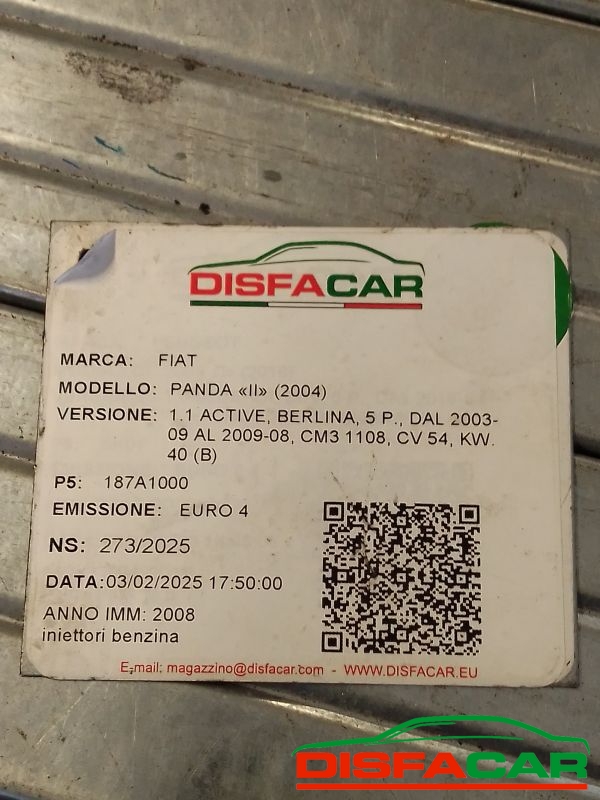 DISFACAR
MARCA: FIAT
MODELLO: PANDA «II» (2004)
VERSIONE: 1.1 ACTIVE, BERLINA, 5 P., DAL 2003-
09 AL 2009-08, CM3 1108, CV 54, KW.
40 (B)
P5: 187A1000
EMISSIONE: EURO 4
NS: 273/2025
DATA:03/02/2025 17:50:00
ANNO IMM: 2008
iniettori benzina
E-mail: magazzino@disfacar.com - WWW.DISFACAR.EU
DISFACAR